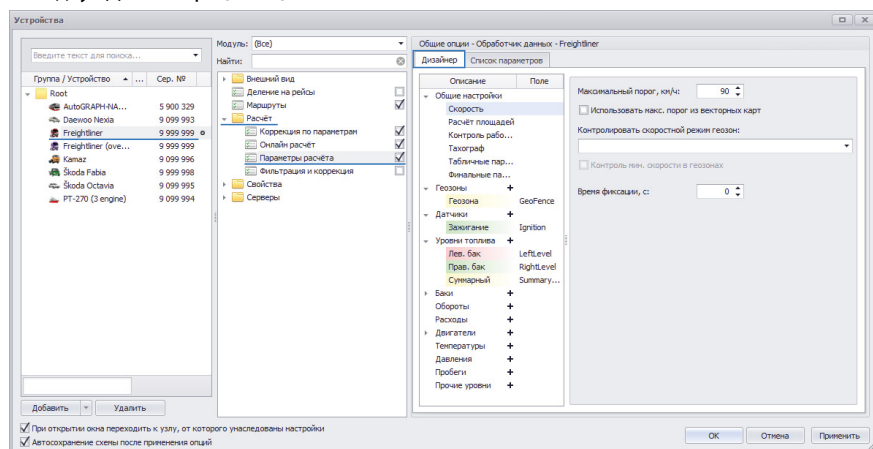 Устройства
Введите текст для поиска...
Группа / Устройство ... Сер. №
Root
AutoGRAPH-NA... 5 900 329
Daewoo Nexia 9 099 993
Freightliner 9 999 999
Freightliner (ove... 9 999 999
Kamaz 9 099 996
Škoda Fabia 9 999 998
Škoda Octavia 9 099 995
РТ-270 (3 engine) 9 099 994
Добавить Удалить
Модуль: (Все)
Найти:
Внешний вид
Деление на рейсы
Маршруты
Расчёт
Коррекция по параметрам
Онлайн расчёт
Параметры расчёта
Фильтрация и коррекция
Свойства
Серверы
Общие опции - Обработчик данных - Freightliner
Дизайнер Список параметров
Описание Поле
Общие настройки
Скорость
Расчёт площадей
Контроль рабо...
Тахограф
Табличные пар...
Финальные па...
Геозоны +
Геозона GeoFence
Датчики +
Зажигание Ignition
Уровни топлива +
Лев. бак LeftLevel
Прав. бак RightLevel
Суммарный Summary...
Баки +
Обороты +
Расходы +
Двигатели +
Температуры +
Давления +
Пробеги +
Прочие уровни +
Максимальный порог, км/ч: 90
Использовать макс. порог из векторных карт
Контролировать скоростной режим геозон:
Контроль мин. скорости в геозонах
Время фиксации, с: 0
При открытии окна переходить к узлу, от которого унаследованы настройки
Автосохранение схемы после применения опций
ОК Отмена Применить